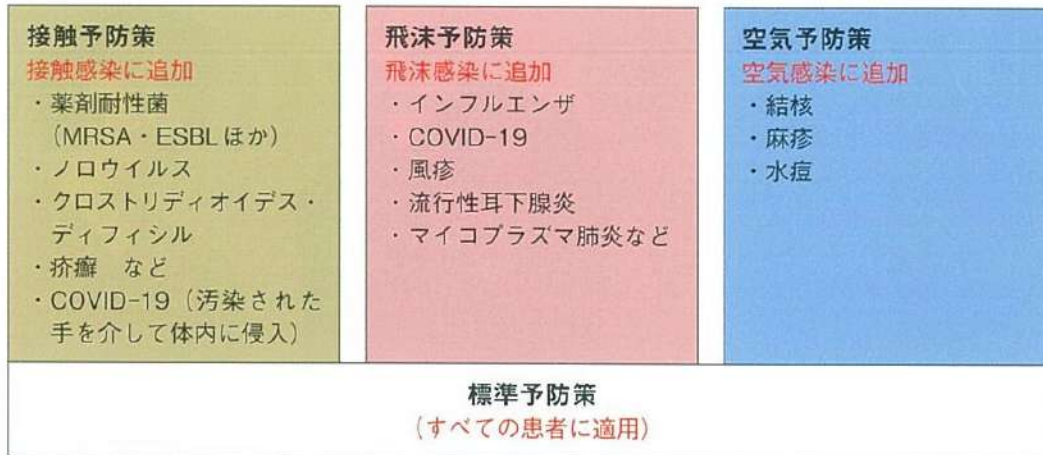 接触予防策
接触感染に追加
・薬剤耐性菌
（MRSA・ESBL ほか）
・ノロウイルス
・クロストリディオイデス・
ディフィシル
・疥癬　など
・COVID-19（汚染された
手を介して体内に侵入）
飛沫予防策
飛沫感染に追加
・インフルエンザ
・COVID-19
・風疹
・流行性耳下腺炎
・マイコプラズマ肺炎など
空気予防策
空気感染に追加
・結核
・麻疹
・水痘
標準予防策
（すべての患者に適用）